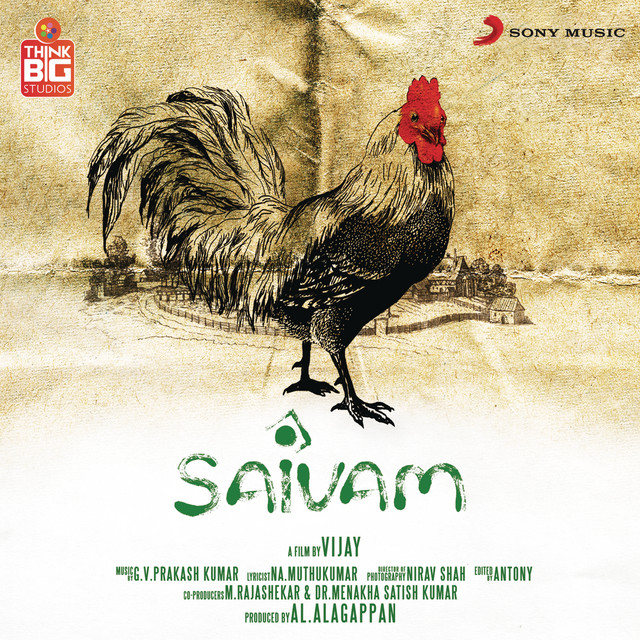 THINK
BIG
STUDIOS
SONY MUSIC
SAIVAM
A FILM BY VIJAY
MUSIC BY G.V.PRAKASH KUMAR LYRICIST NA.MUTHUKUMAR DIRECTOR OF PHOTOGRAPHY NIRAV SHAH EDITED BY ANTONY
CO-PRODUCERS M.RAJASHEKAR & DR.MENAKHA SATISH KUMAR
PRODUCED BY AL.ALAGAPPAN